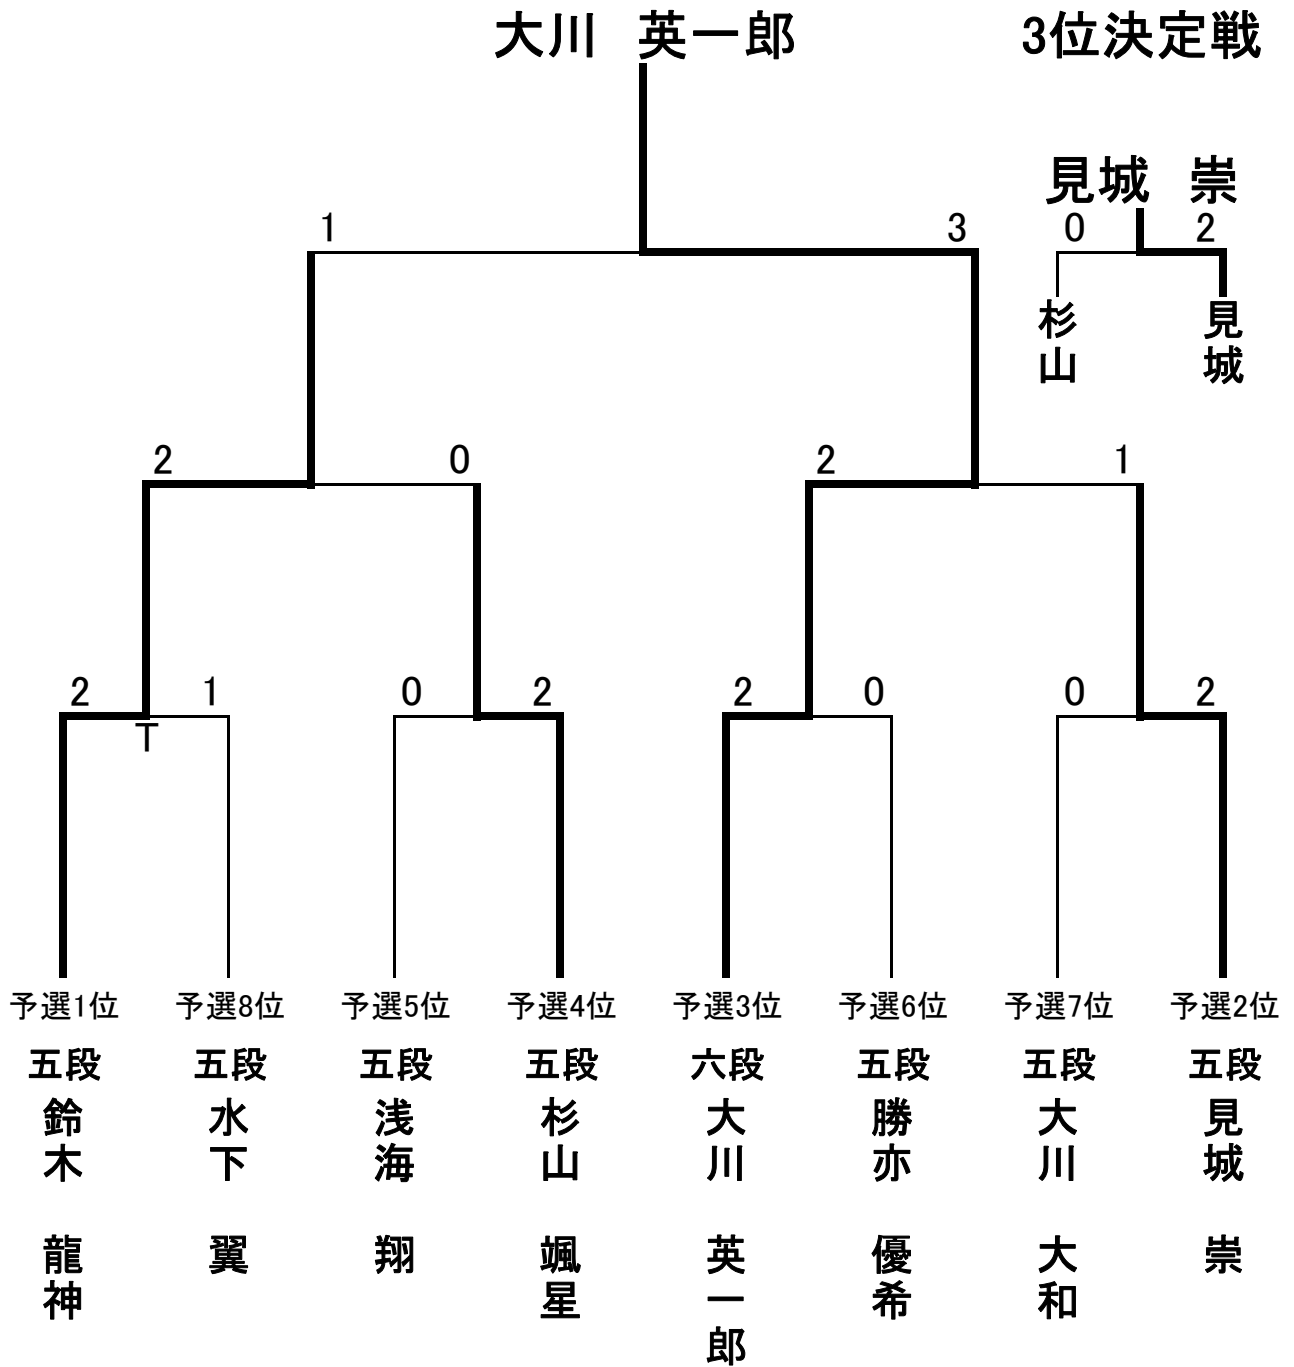 大川 英一郎 3位決定戦
見城 崇
1 3 0 2
杉山 見城
2 0 2 1
2 1 0 2 2 0 0 2
T
予選1位 予選8位 予選5位 予選4位 予選3位 予選6位 予選7位 予選2位
五段 五段 五段 五段 六段 五段 五段 五段
鈴木 龍神
水下 翼
浅海 翔
杉山 颯星
大川 英一郎
勝亦 優希
大川 大和
見城 崇